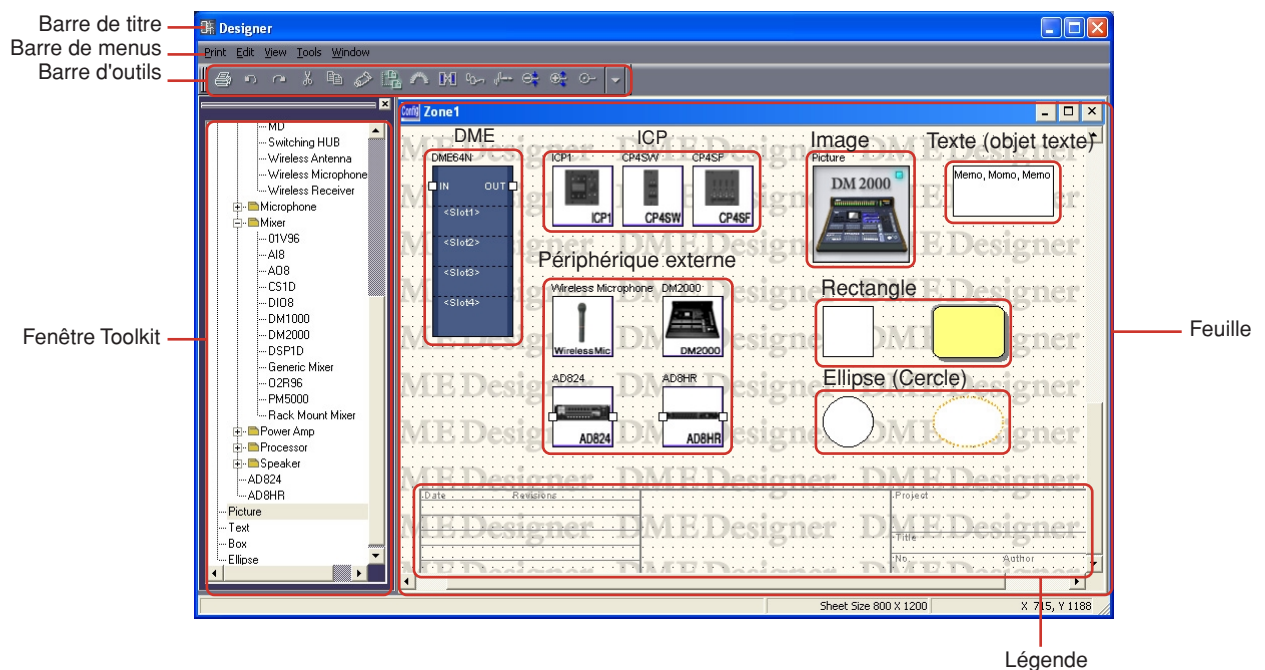 Barre de titre
Barre de menus
Barre d'outils
Fenêtre Toolkit
Feuille
Légende
Designer
Print Edit View Tools Window
MD
Switching HUB
Wireless Antenna
Wireless Microphone
Wireless Receiver
Microphone
Mixer
01V96
AI8
AO8
CS1D
DIO8
DM1000
DM2000
DSP1D
Generic Mixer
02R96
PM5000
Rack Mount Mixer
Power Amp
Processor
Speaker
AD824
AD8HR
Picture
Text
Box
Ellipse
Config Zone1
DME
DME64N
IN OUT
<Slot1>
<Slot2>
<Slot3>
<Slot4>
ICP
ICP1 CP4SW CP4SF
ICP1 CP4SW CP4SF
Image
Picture
DM 2000
Texte (objet texte)
Memo, Momo, Memo
Périphérique externe
Wireless Microphone DM2000
WirelessMic DM2000
AD824 AD8HR
AD824 AD8HR
Rectangle
Ellipse (Cercle)
DME Designer
Date Revisions
Project
Title
No. Author
Sheet Size 800 X 1200 X 715, Y 1188